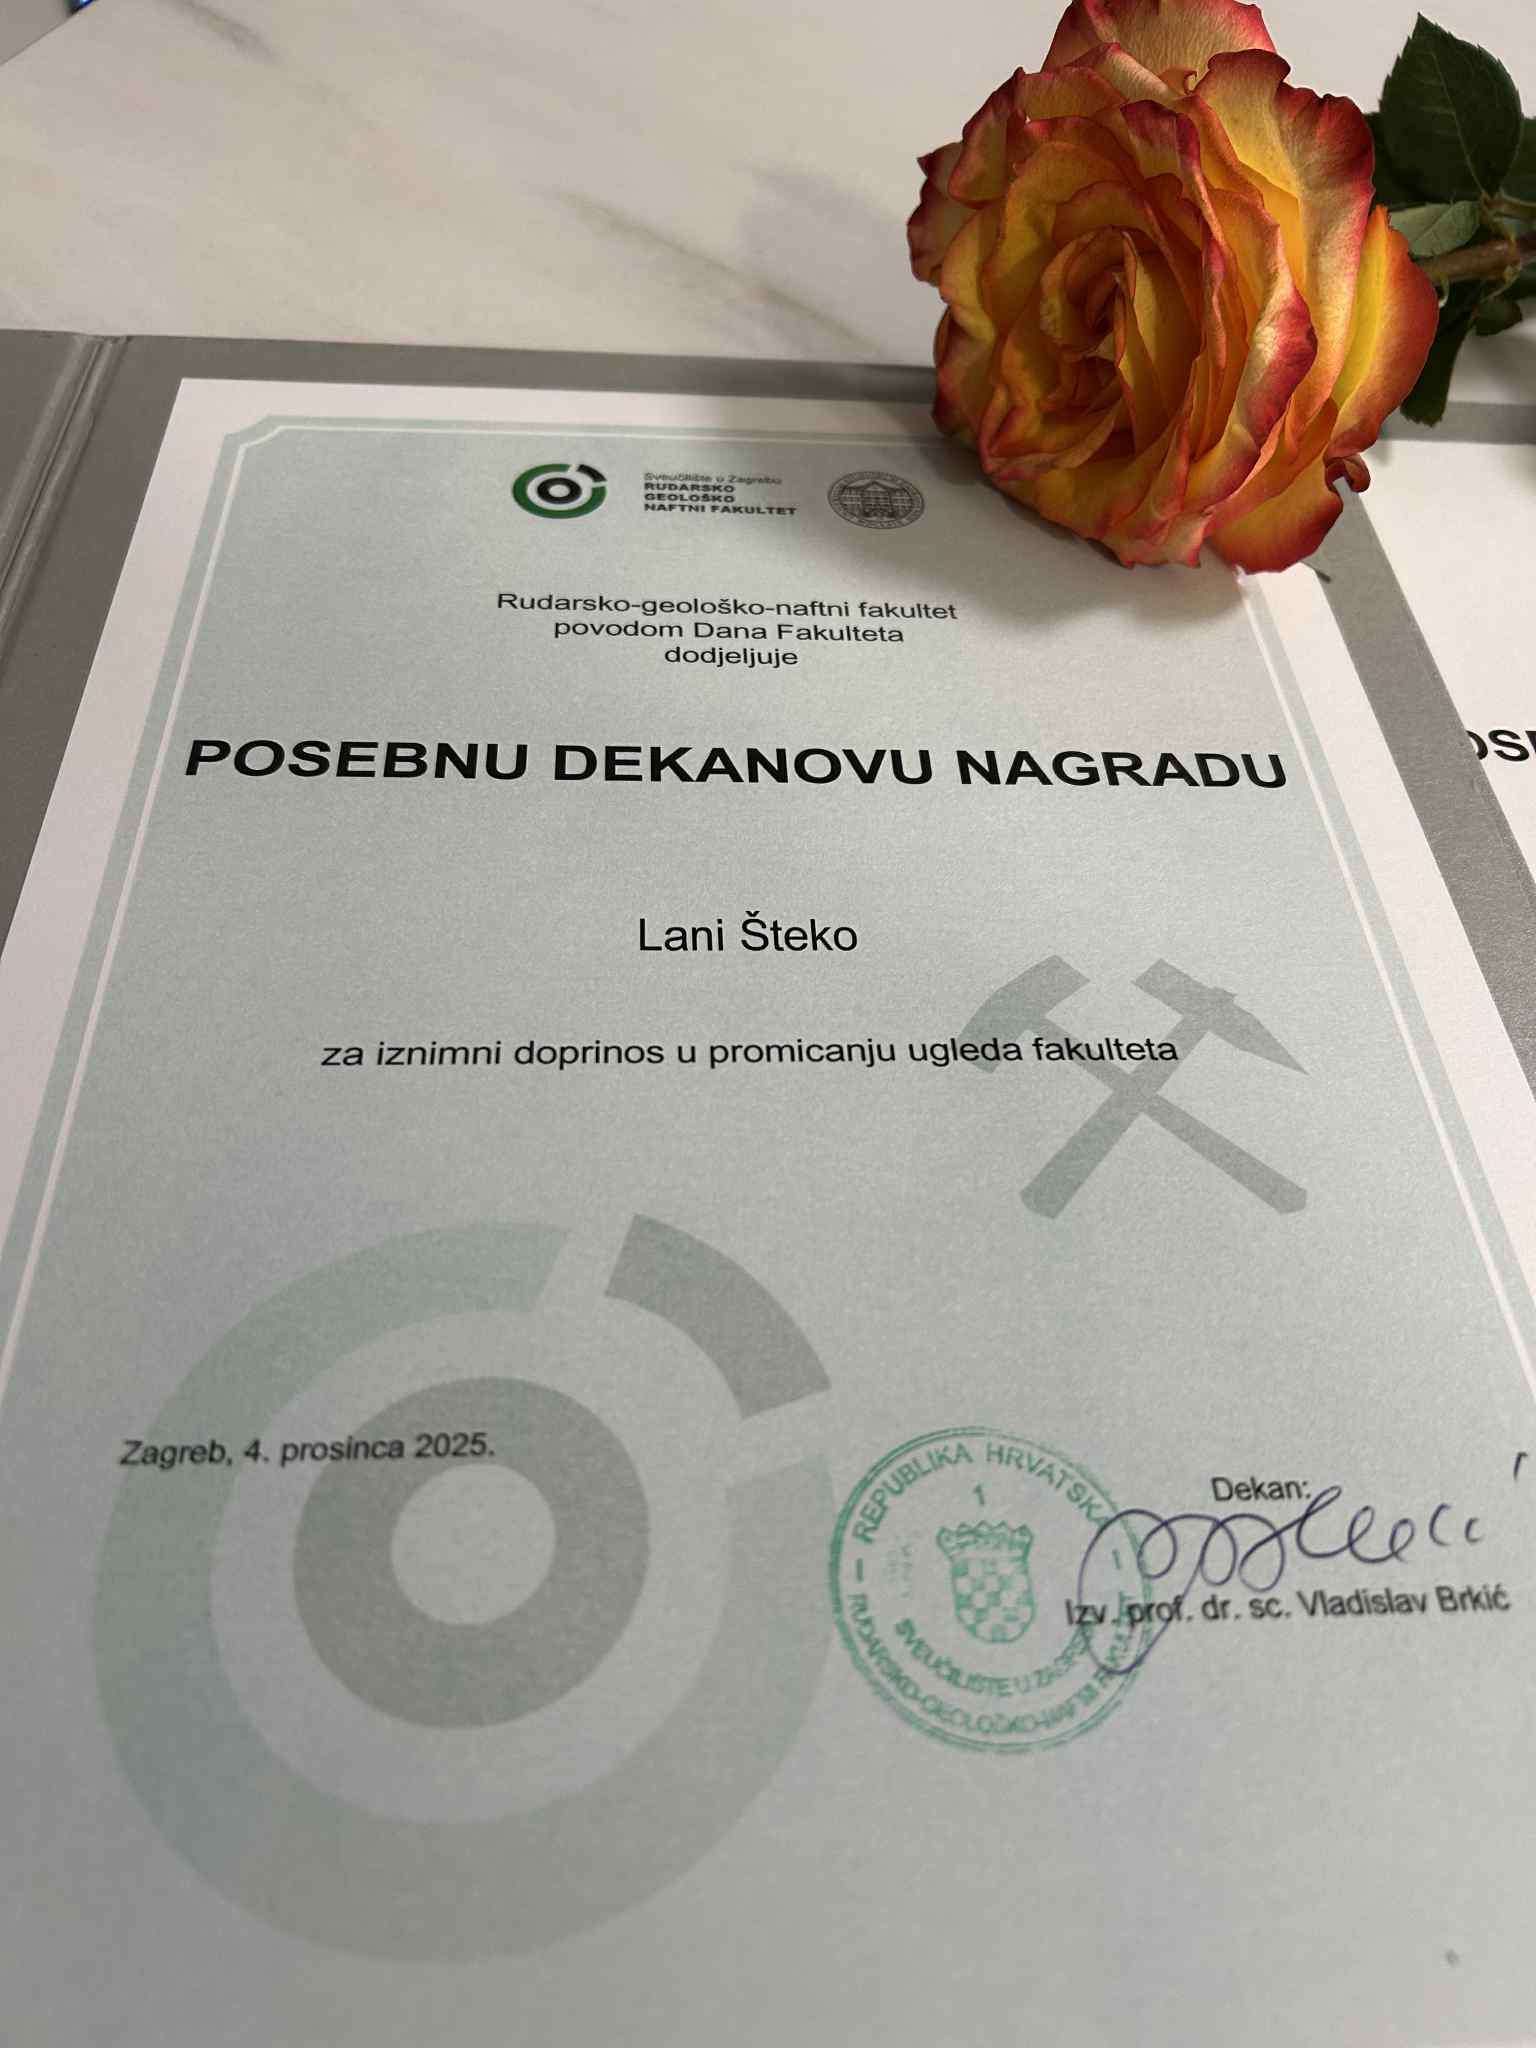 Sveučilište u Zagrebu
RUDARSKO
GEOLOŠKO
NAFTNI FAKULTET
Rudarsko-geološko-naftni fakultet
povodom Dana Fakulteta
dodjeljuje
POSEBNU DEKANOVU NAGRADU
Lani Šteko
za iznimni doprinos u promicanju ugleda fakulteta
Zagreb, 4. prosinca 2025.
REPUBLIKA HRVATSKA
1
SVEUČILIŠTE U ZAGREBU
RUDARSKO-GEOLOŠKO-NAFTNI FAKULTET
Dekan:
Izv. prof. dr. sc. Vladislav Brkić